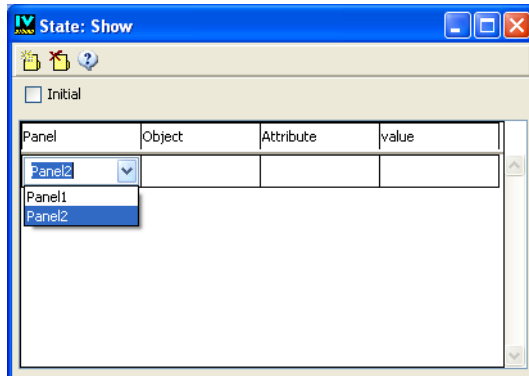 State: Show
Initial
Panel Object Attribute value
Panel2
Panel1
Panel2